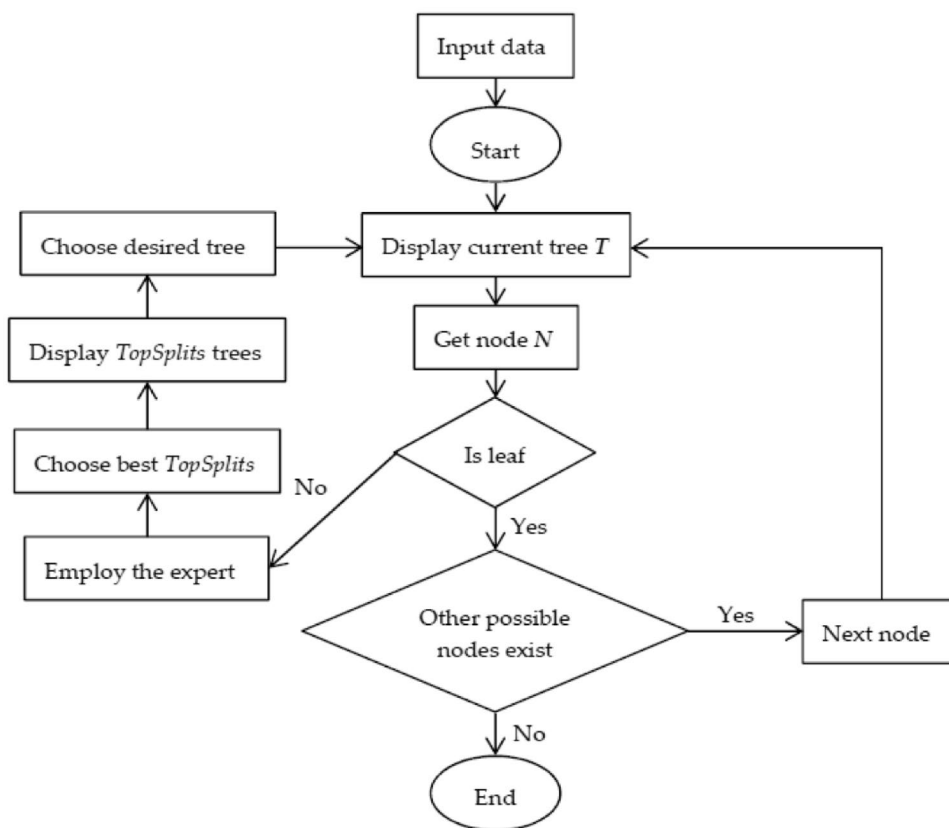 Input data
Start
Choose desired tree
Display current tree T
Display TopSplits trees
Get node N
Is leaf
Choose best TopSplits
No
Yes
Employ the expert
Other possible
nodes exist
Yes
Next node
No
End